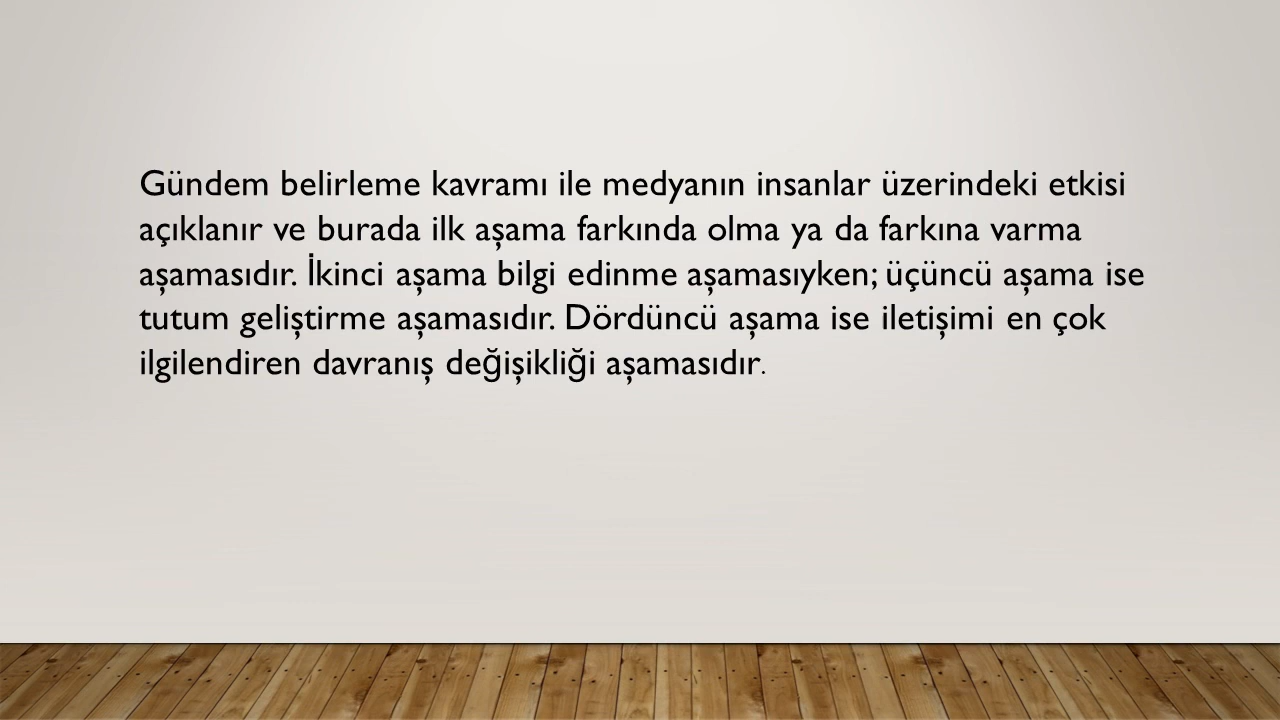 Gündem belirleme kavramı ile medyanın insanlar üzerindeki etkisi
açıklanır ve burada ilk aşama farkında olma ya da farkına varma
aşamasıdır. İkinci aşama bilgi edinme aşamasıyken; üçüncü aşama ise
tutum geliştirme aşamasıdır. Dördüncü aşama ise iletişimi en çok
ilgilendiren davranış değişikliği aşamasıdır.